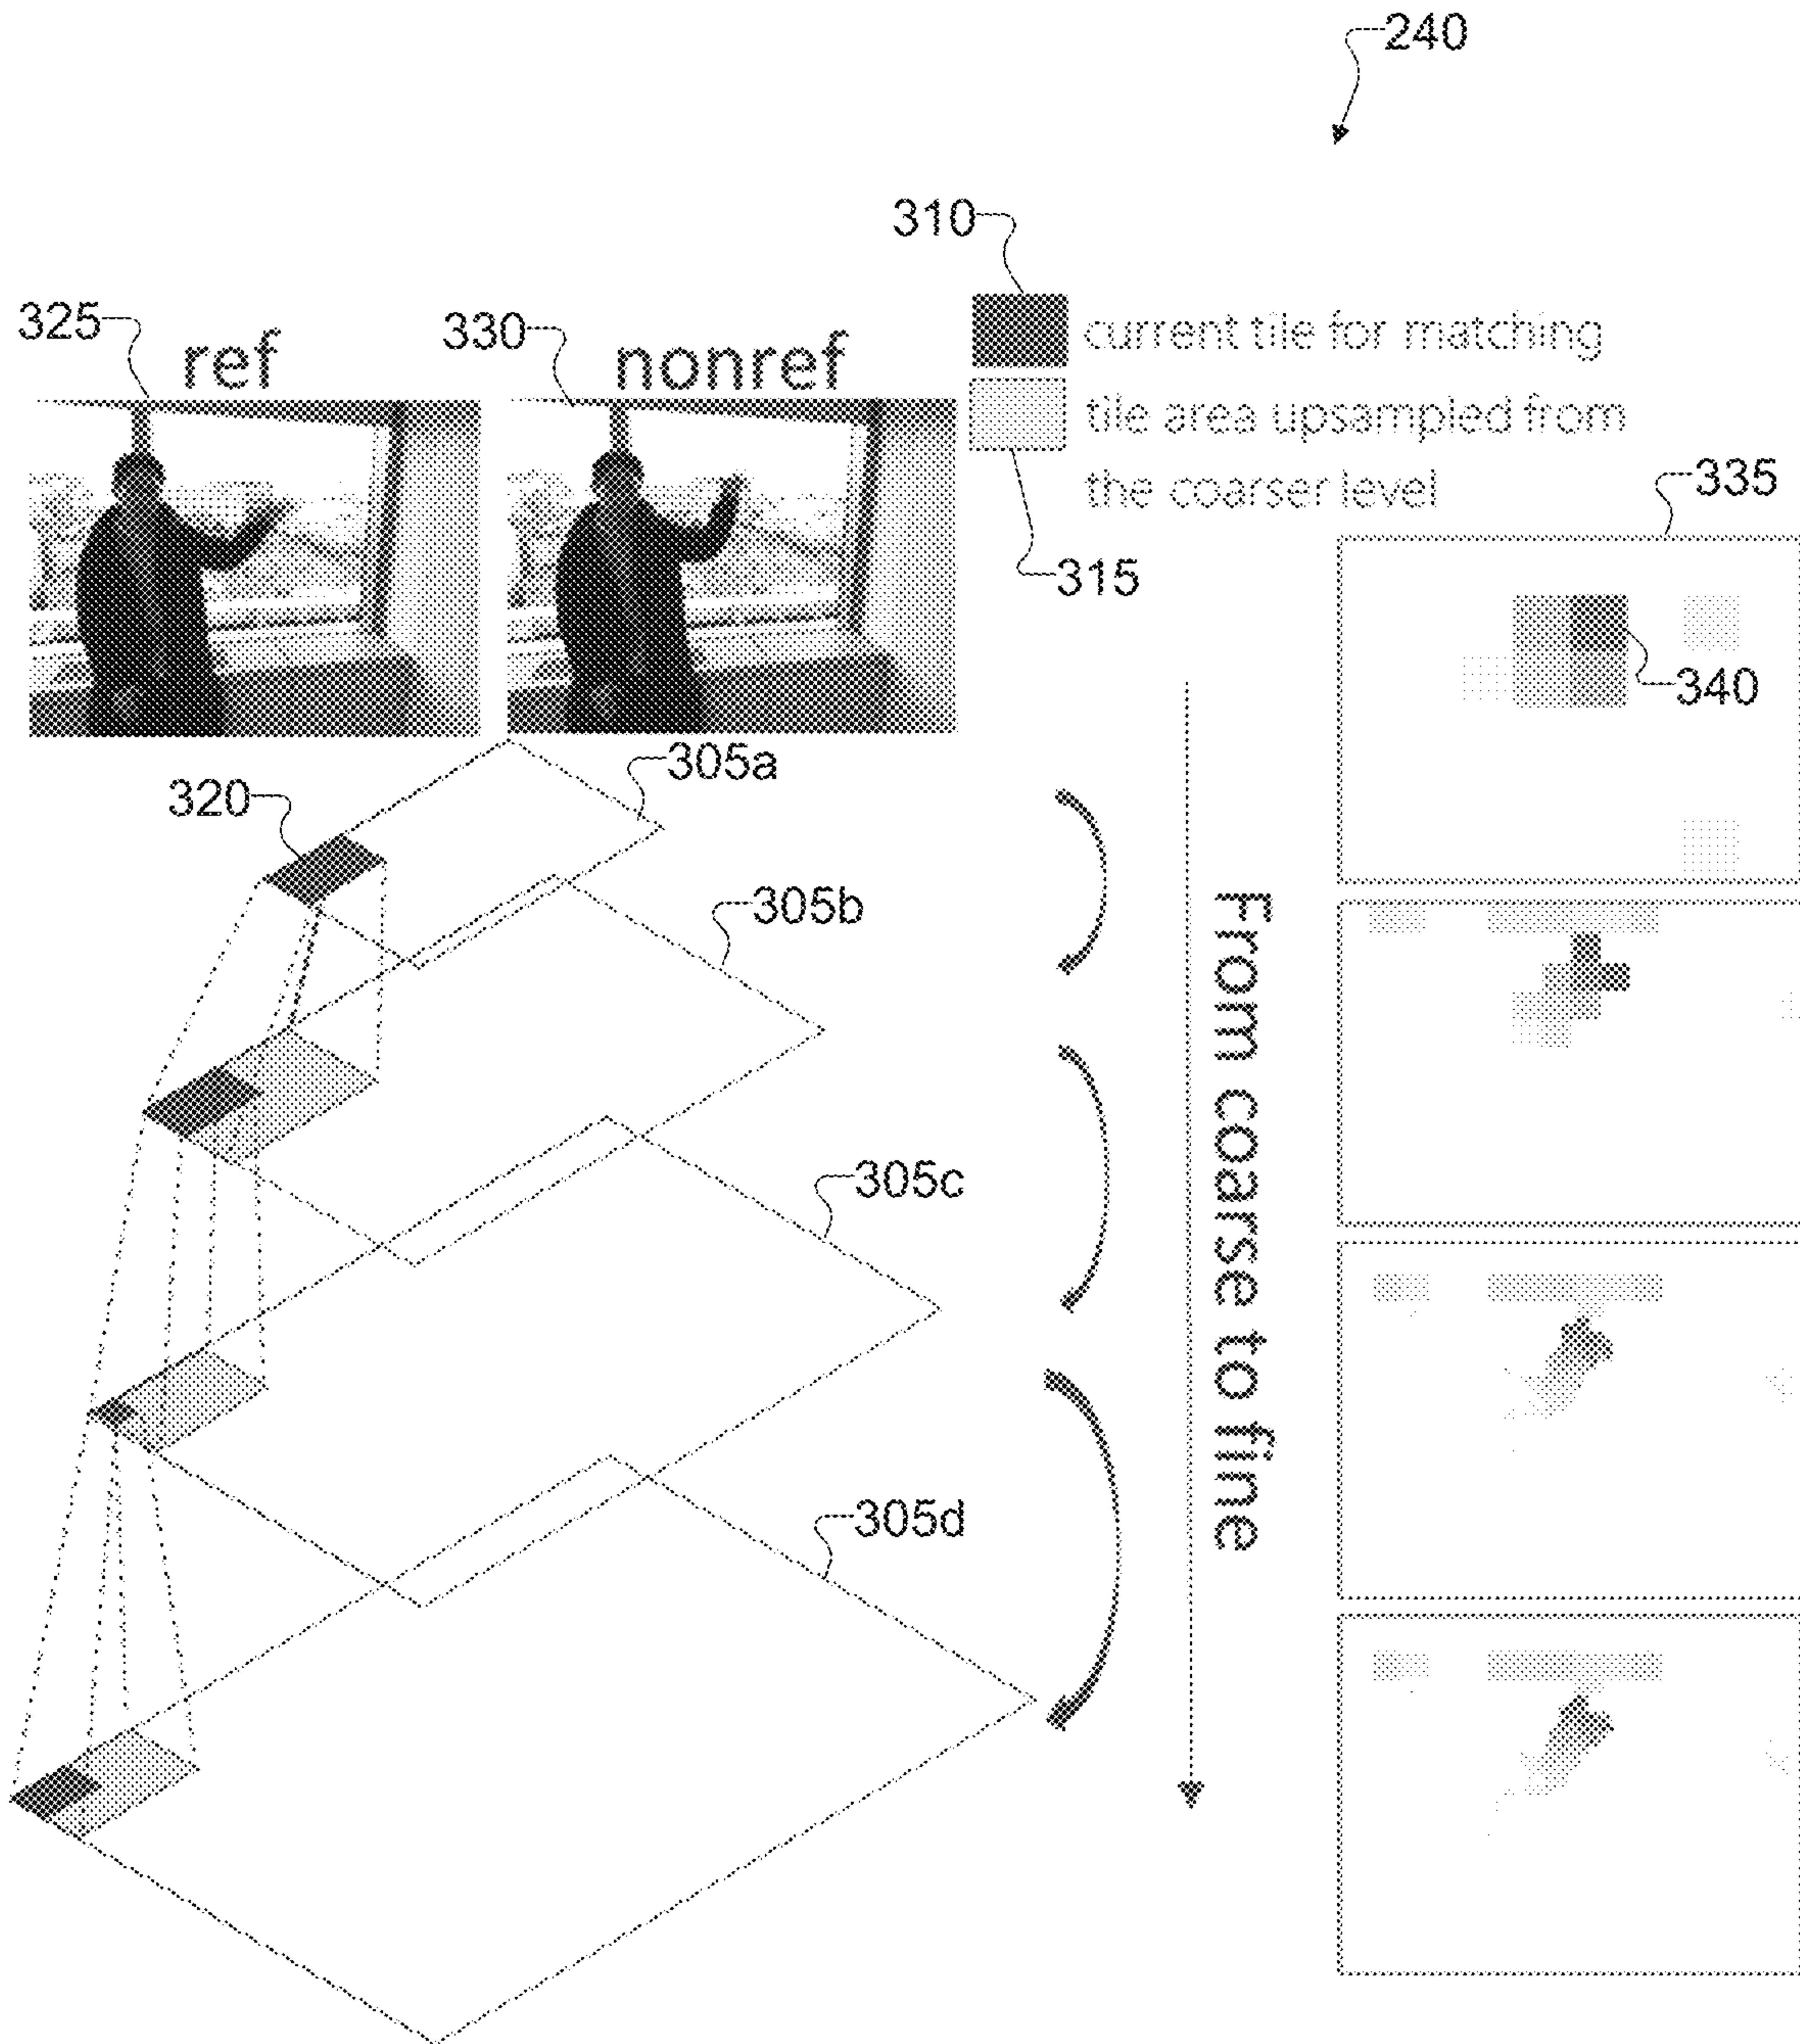 240
310
325
ref
330
nonref
current tile for matching
tile area upsampled from
the coarser level
335
315
340
305a
320
305b
From coarse to fine
305c
305d